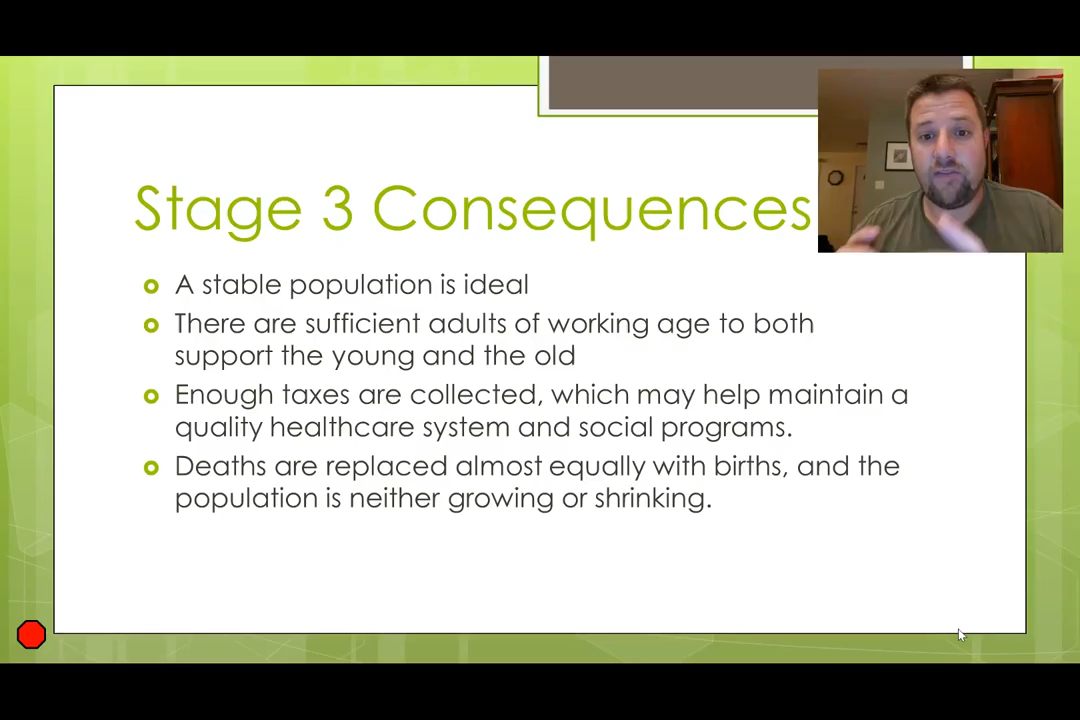 Stage 3 Consequences
A stable population is ideal
There are sufficient adults of working age to both
support the young and the old
Enough taxes are collected, which may help maintain a
quality healthcare system and social programs.
Deaths are replaced almost equally with births, and the
population is neither growing or shrinking.